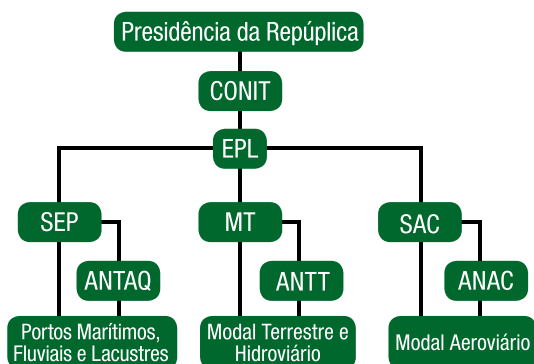 Presidência da Repúplica
CONIT
EPL
SEP
MT
SAC
ANTAQ
ANTT
ANAC
Portos Marítimos,
Fluviais e Lacustres
Modal Terrestre e
Hidroviário
Modal Aeroviário